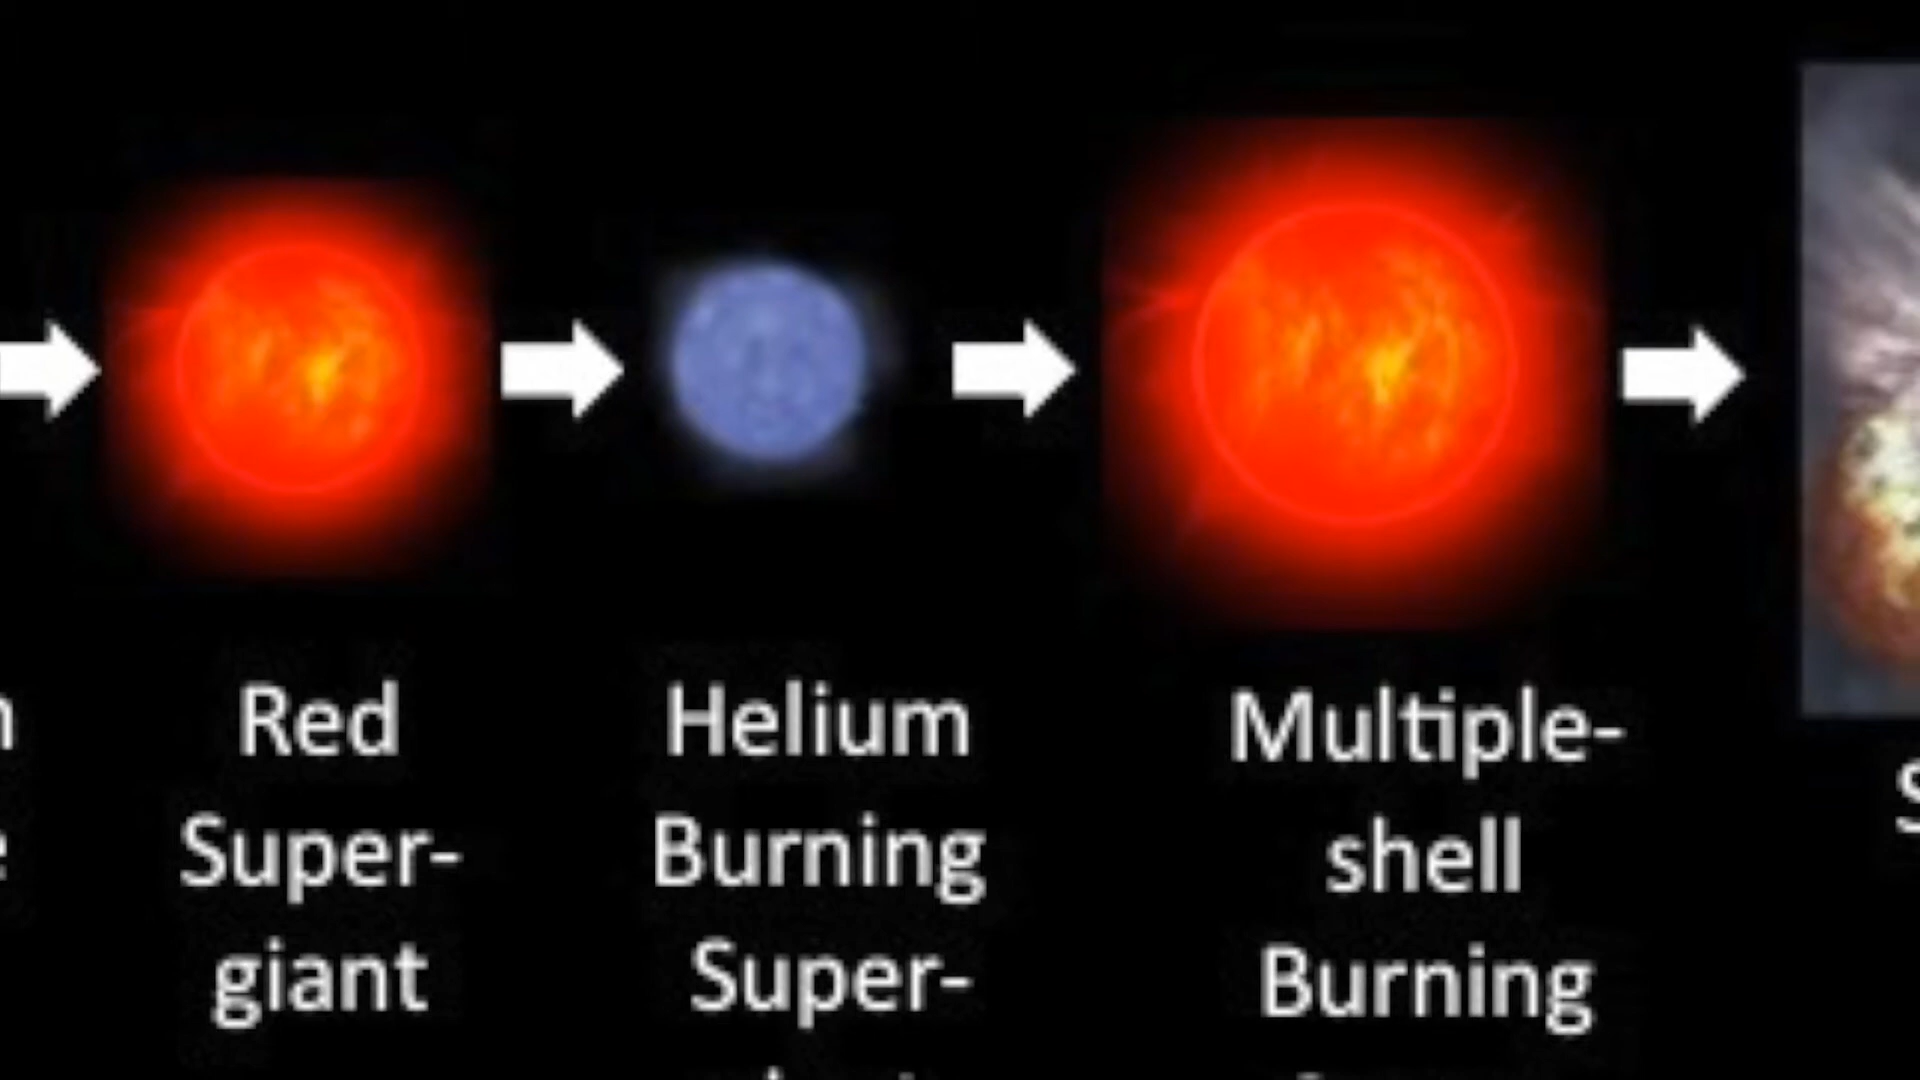 Red
Super-
giant
Helium
Burning
Super-
Multiple-
shell
Burning